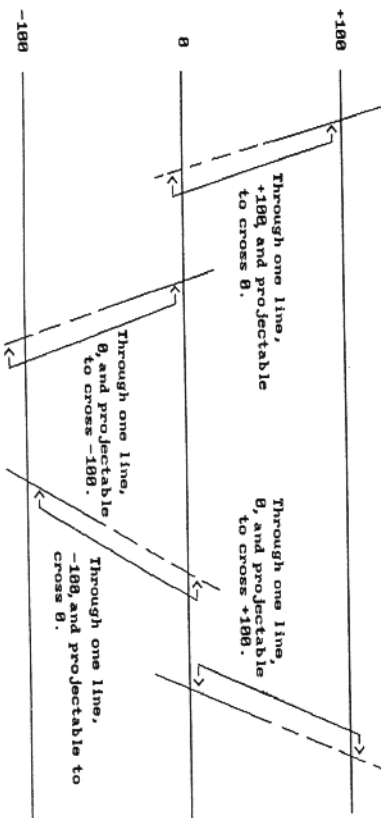 +100
0
-100
Through one line,
+100, and projectable
to cross 0.
Through one line,
0, and projectable
to cross +100.
Through one line,
0, and projectable
to cross -100.
Through one line,
-100, and projectable to
cross 0.